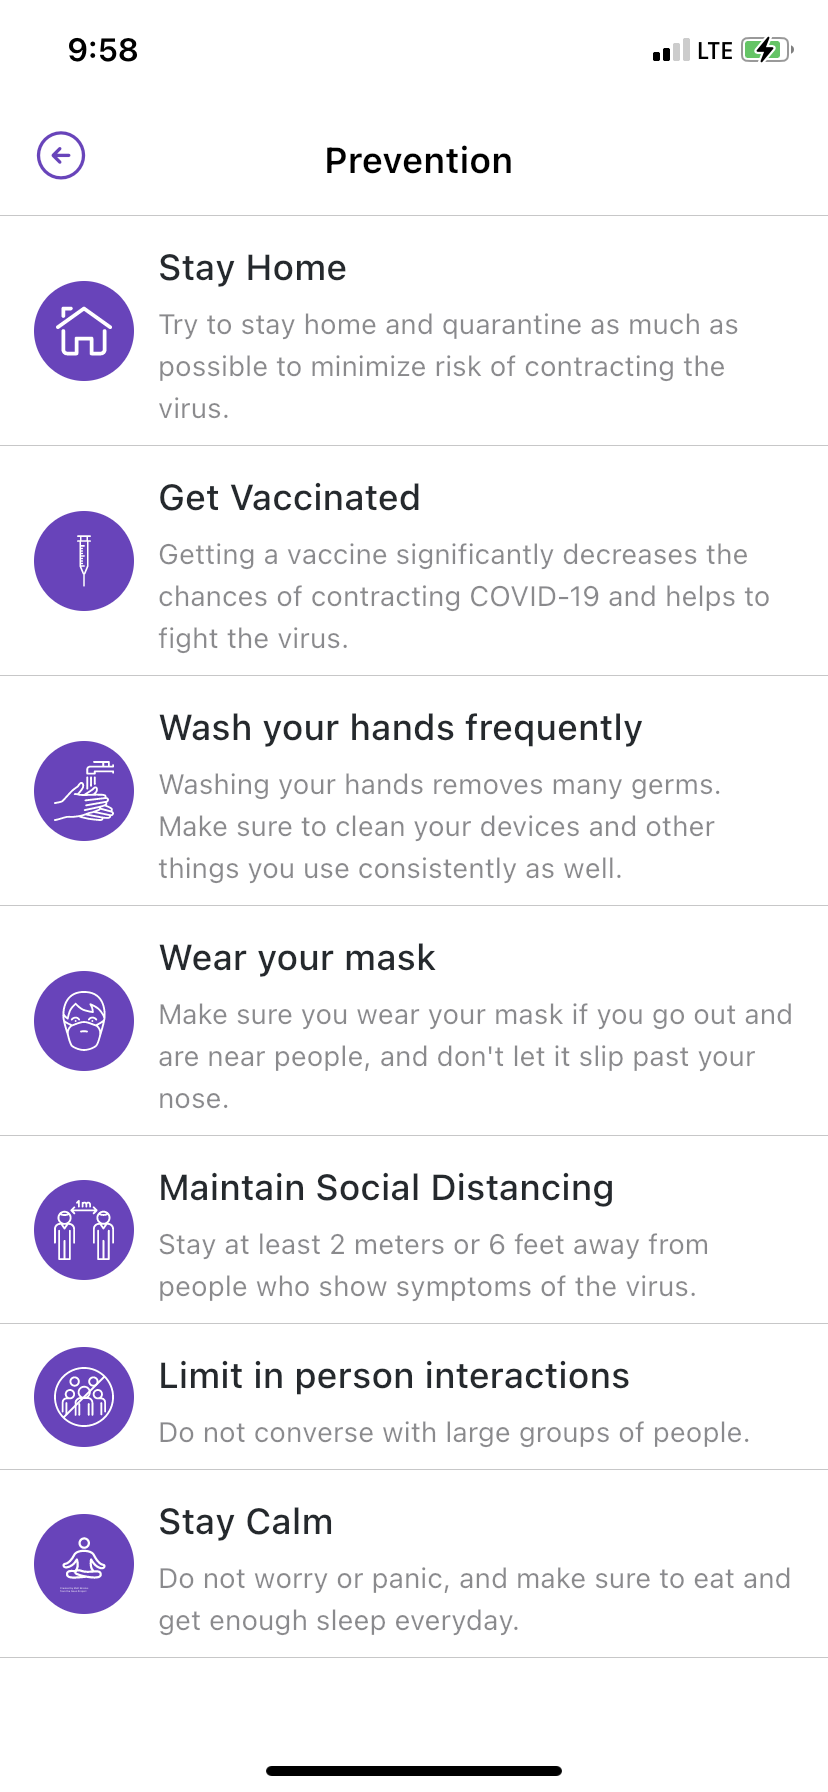 9:58
LTE
Prevention
Stay Home
Try to stay home and quarantine as much as
possible to minimize risk of contracting the
virus.
Get Vaccinated
Getting a vaccine significantly decreases the
chances of contracting COVID-19 and helps to
fight the virus.
Wash your hands frequently
Washing your hands removes many germs.
Make sure to clean your devices and other
things you use consistently as well.
Wear your mask
Make sure you wear your mask if you go out and
are near people, and don't let it slip past your
nose.
1m
Maintain Social Distancing
Stay at least 2 meters or 6 feet away from
people who show symptoms of the virus.
Limit in person interactions
Do not converse with large groups of people.
Stay Calm
Do not worry or panic, and make sure to eat and
get enough sleep everyday.